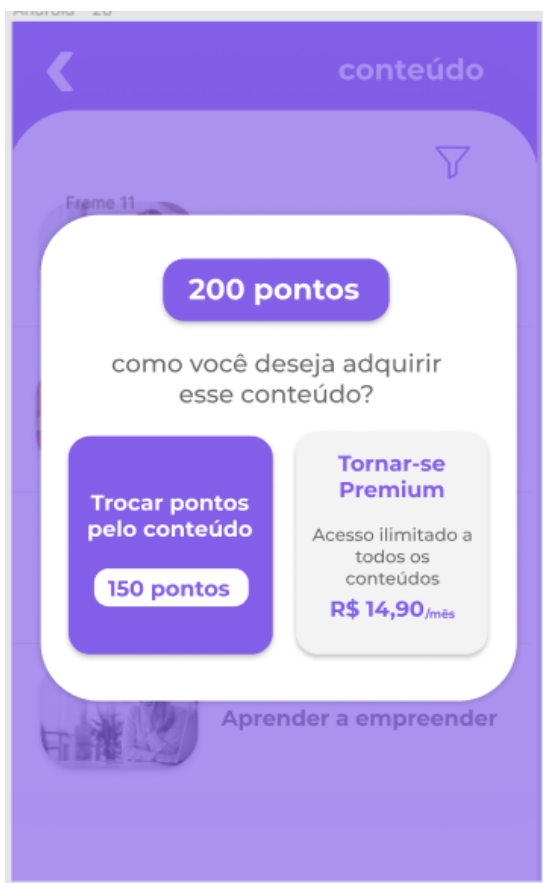 Android - 20
conteúdo
Frame 11
200 pontos
como você deseja adquirir
esse conteúdo?
Trocar pontos
pelo conteúdo
150 pontos
Tornar-se
Premium
Acesso ilimitado a
todos os
conteúdos
R$ 14,90/mês
Aprender a empreender